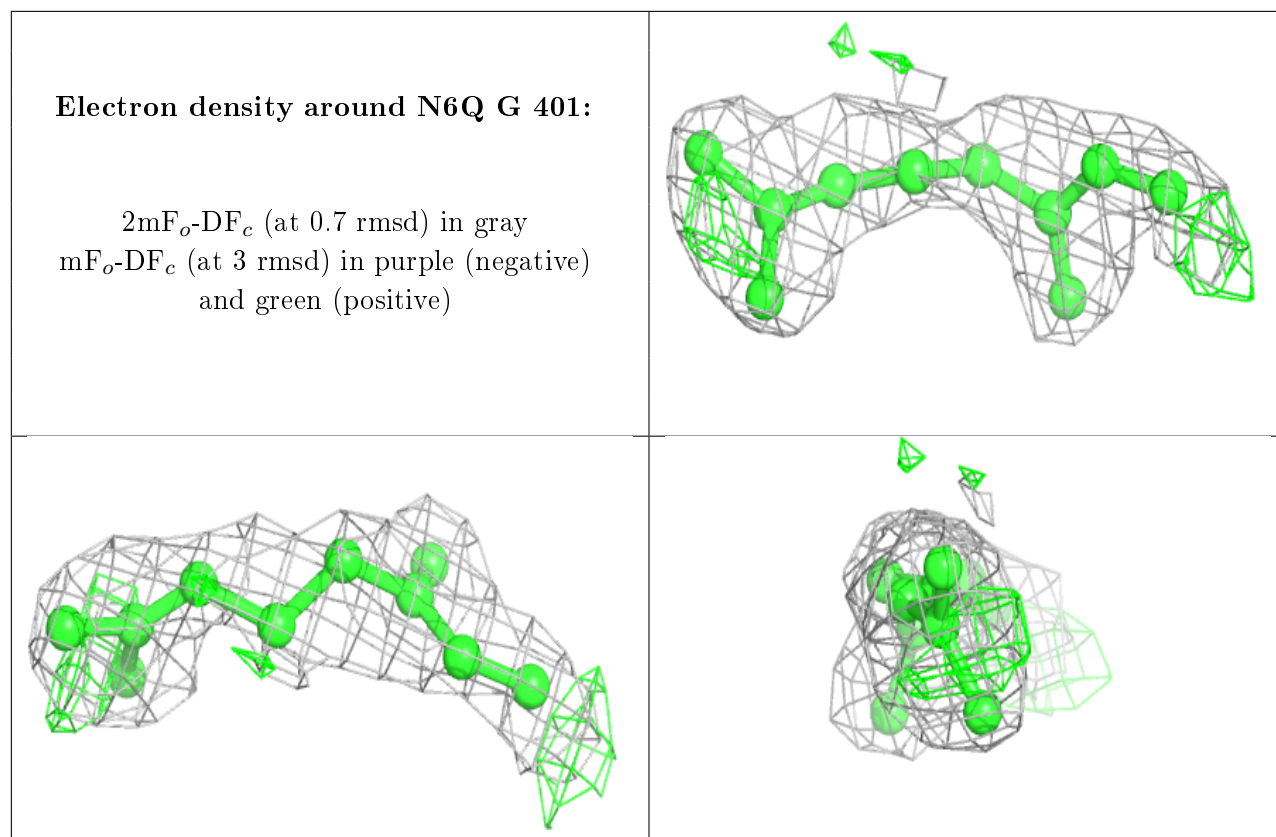 Electron density around N6Q G 401:
2mFₒ-DF𝒸 (at 0.7 rmsd) in gray
mFₒ-DF𝒸 (at 3 rmsd) in purple (negative)
and green (positive)